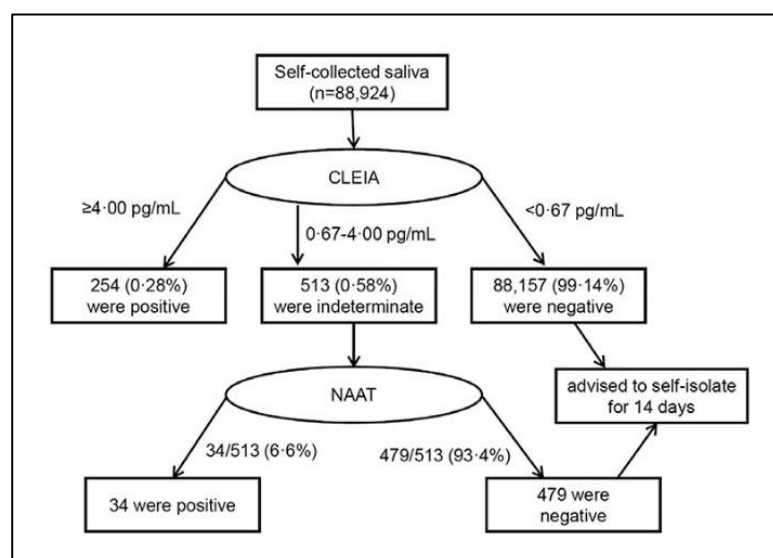 Self-collected saliva
(n=88,924)
CLEIA
≥4·00 pg/mL
0·67-4·00 pg/mL
<0·67 pg/mL
254 (0·28%)
were positive
513 (0·58%)
were indeterminate
88,157 (99·14%)
were negative
NAAT
advised to self-isolate
for 14 days
34/513 (6·6%)
479/513 (93·4%)
34 were positive
479 were
negative